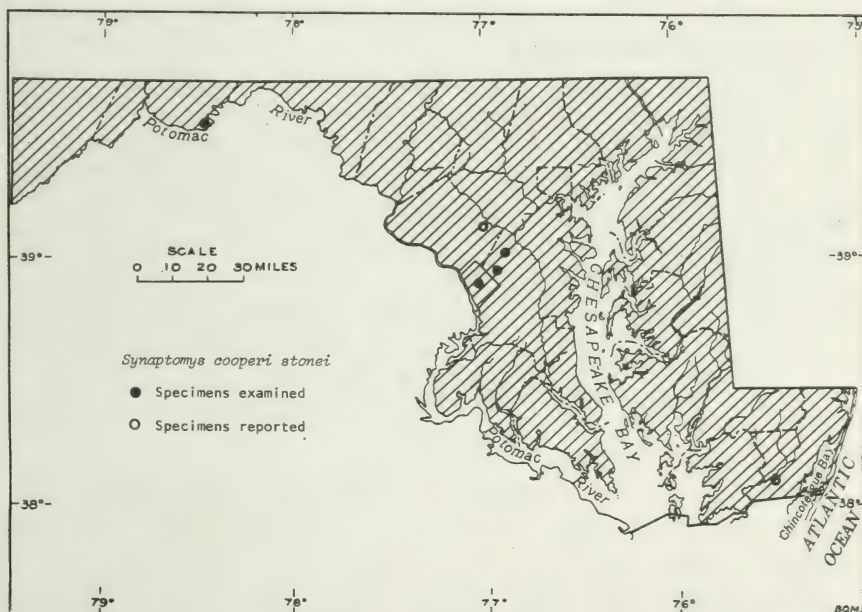 79° 78° 77° 76° 75
Potomac River
39° 39°
SCALE
0 10 20 30 MILES
CHESAPEAKE BAY
Synaptomys cooperi stonei
● Specimens examined
○ Specimens reported
Potomac
River
38° 38°
Chincoteague Bay
ATLANTIC
OCEAN
79° 78° 77° 76°